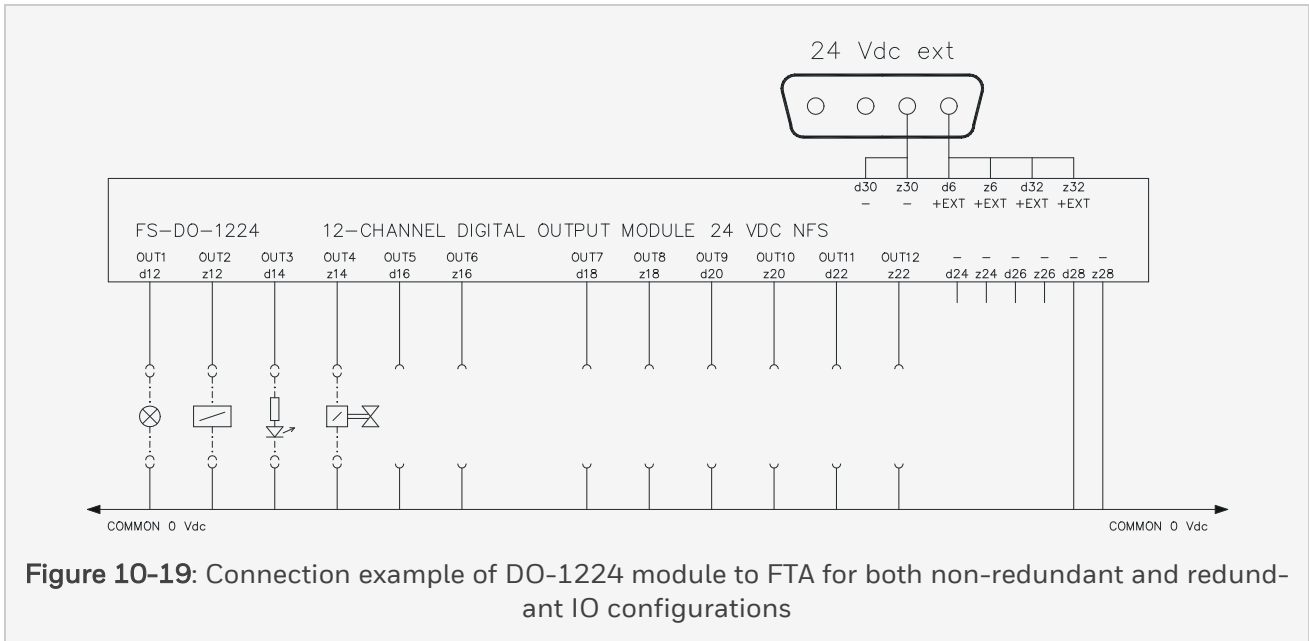 24 Vdc ext
d30 z30 d6 z6 d32 z32
– – +EXT +EXT +EXT +EXT
FS–DO–1224 12–CHANNEL DIGITAL OUTPUT MODULE 24 VDC NFS
OUT1 OUT2 OUT3 OUT4 OUT5 OUT6 OUT7 OUT8 OUT9 OUT10 OUT11 OUT12 – – – – – –
d12 z12 d14 z14 d16 z16 d18 z18 d20 z20 d22 z22 d24 z24 d26 z26 d28 z28
COMMON 0 Vdc COMMON 0 Vdc
Figure 10-19: Connection example of DO-1224 module to FTA for both non-redundant and redund-
ant IO configurations